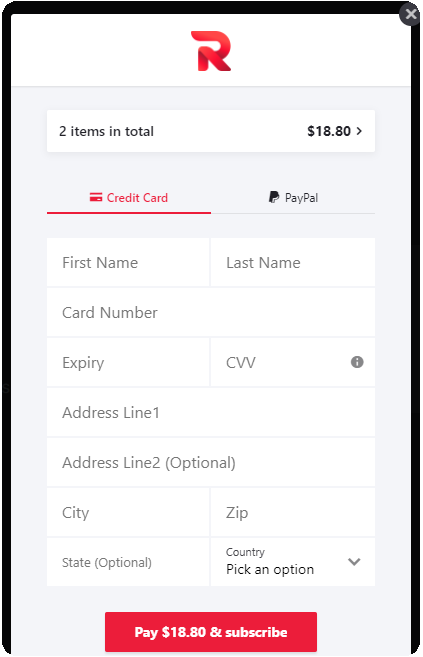 R
2 items in total $18.80
Credit Card PayPal
First Name Last Name
Card Number
Expiry CVV
Address Line1
Address Line2 (Optional)
City Zip
State (Optional) Country
Pick an option
Pay $18.80 & subscribe